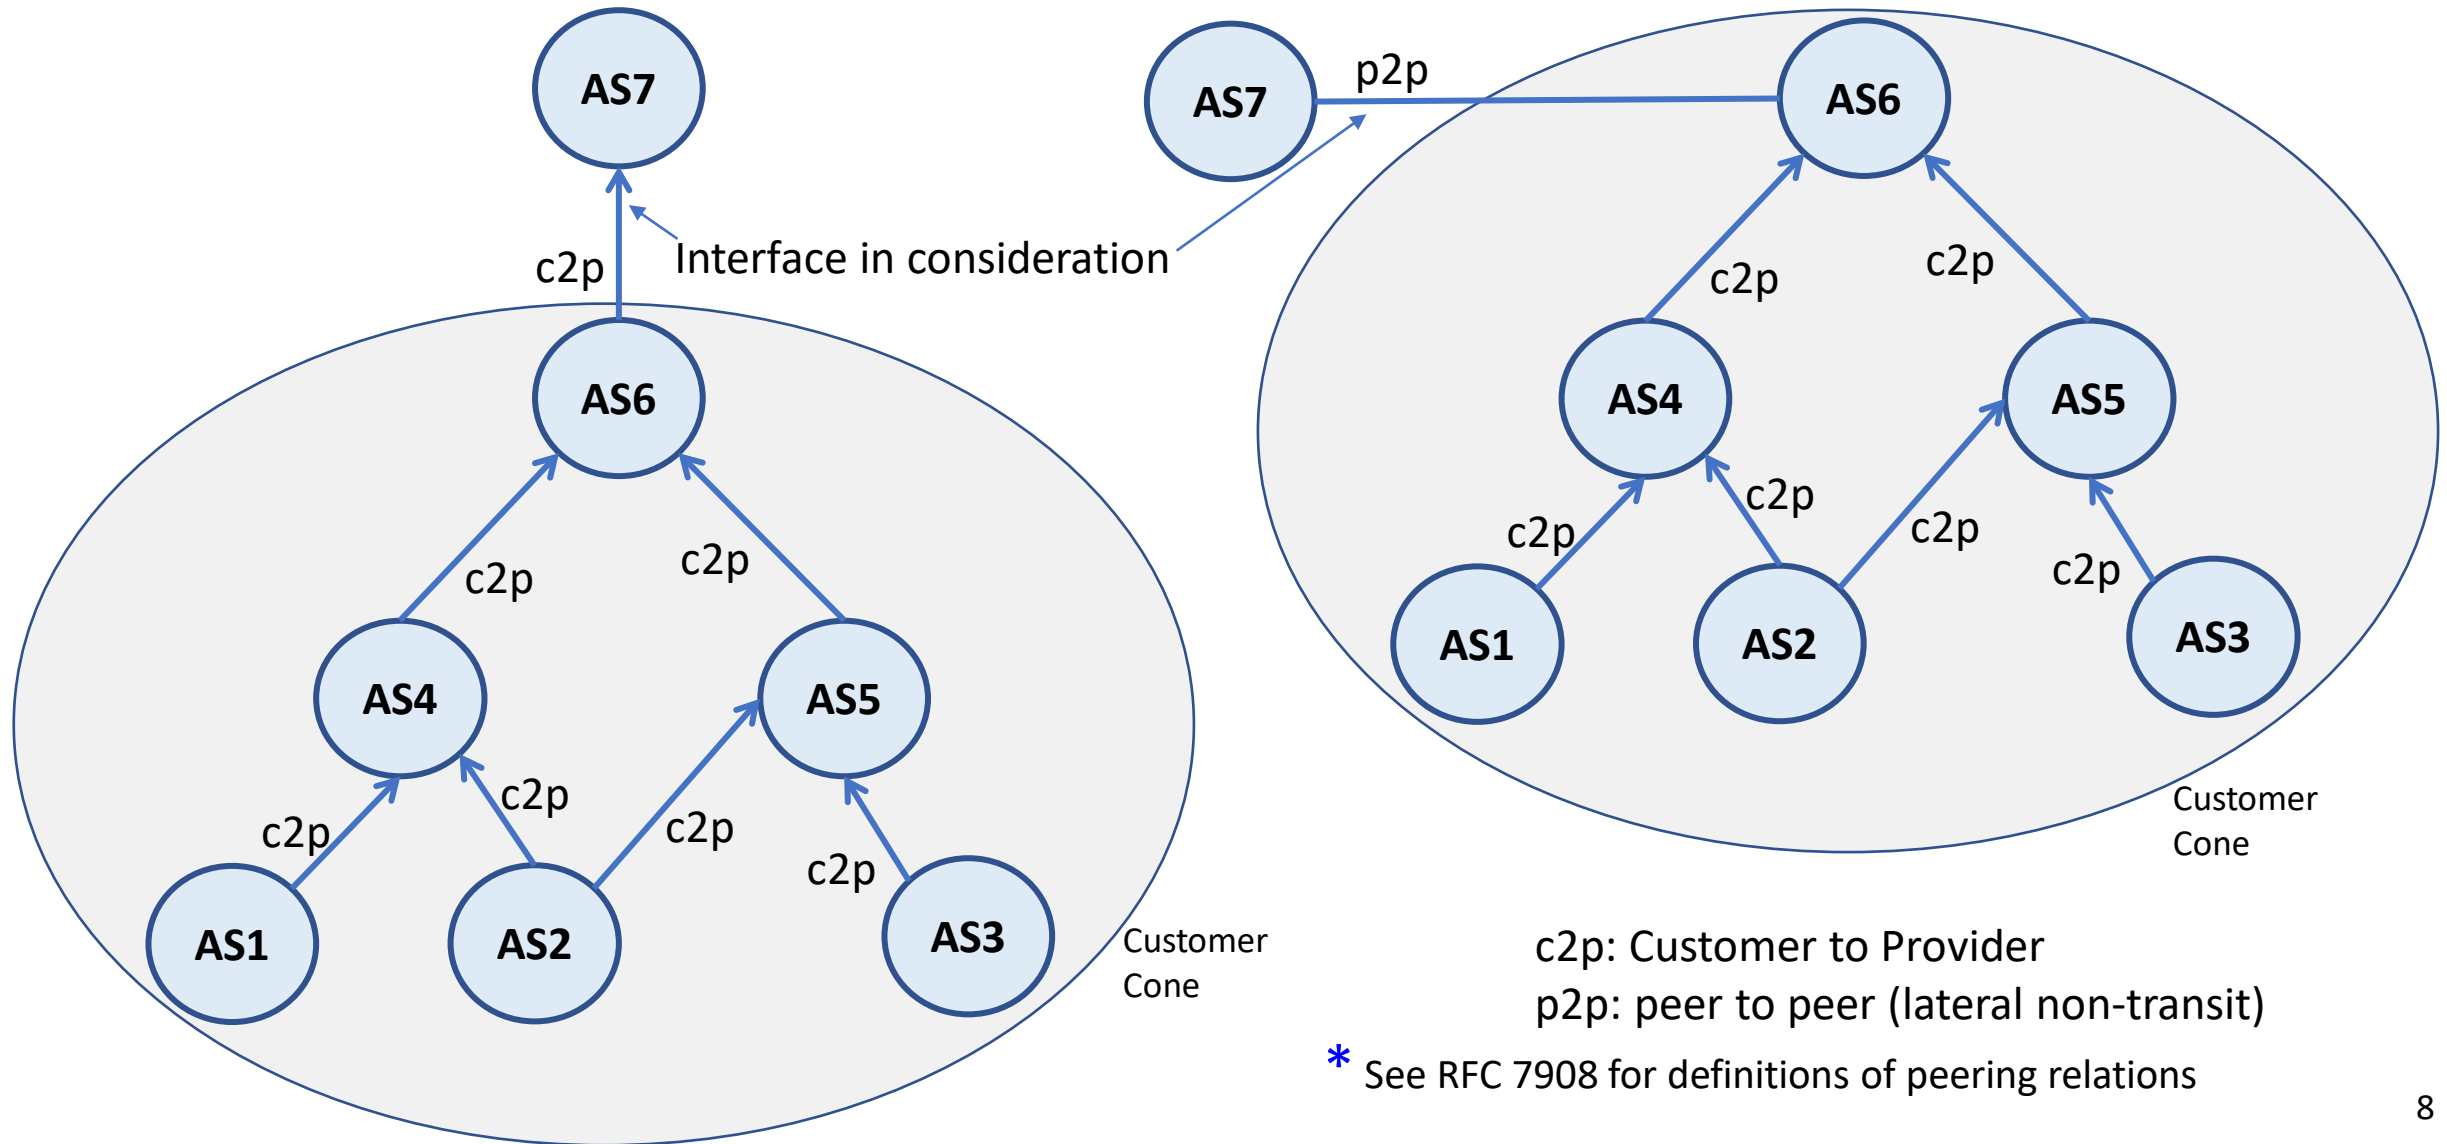 AS7
c2p
Interface in consideration
AS6
c2p
c2p
AS4
AS5
c2p
c2p
c2p
c2p
AS1
AS2
AS3
Customer
Cone
AS7
p2p
AS6
c2p
c2p
AS4
AS5
c2p
c2p
c2p
c2p
AS1
AS2
AS3
Customer
Cone
c2p: Customer to Provider
p2p: peer to peer (lateral non-transit)
* See RFC 7908 for definitions of peering relations
8